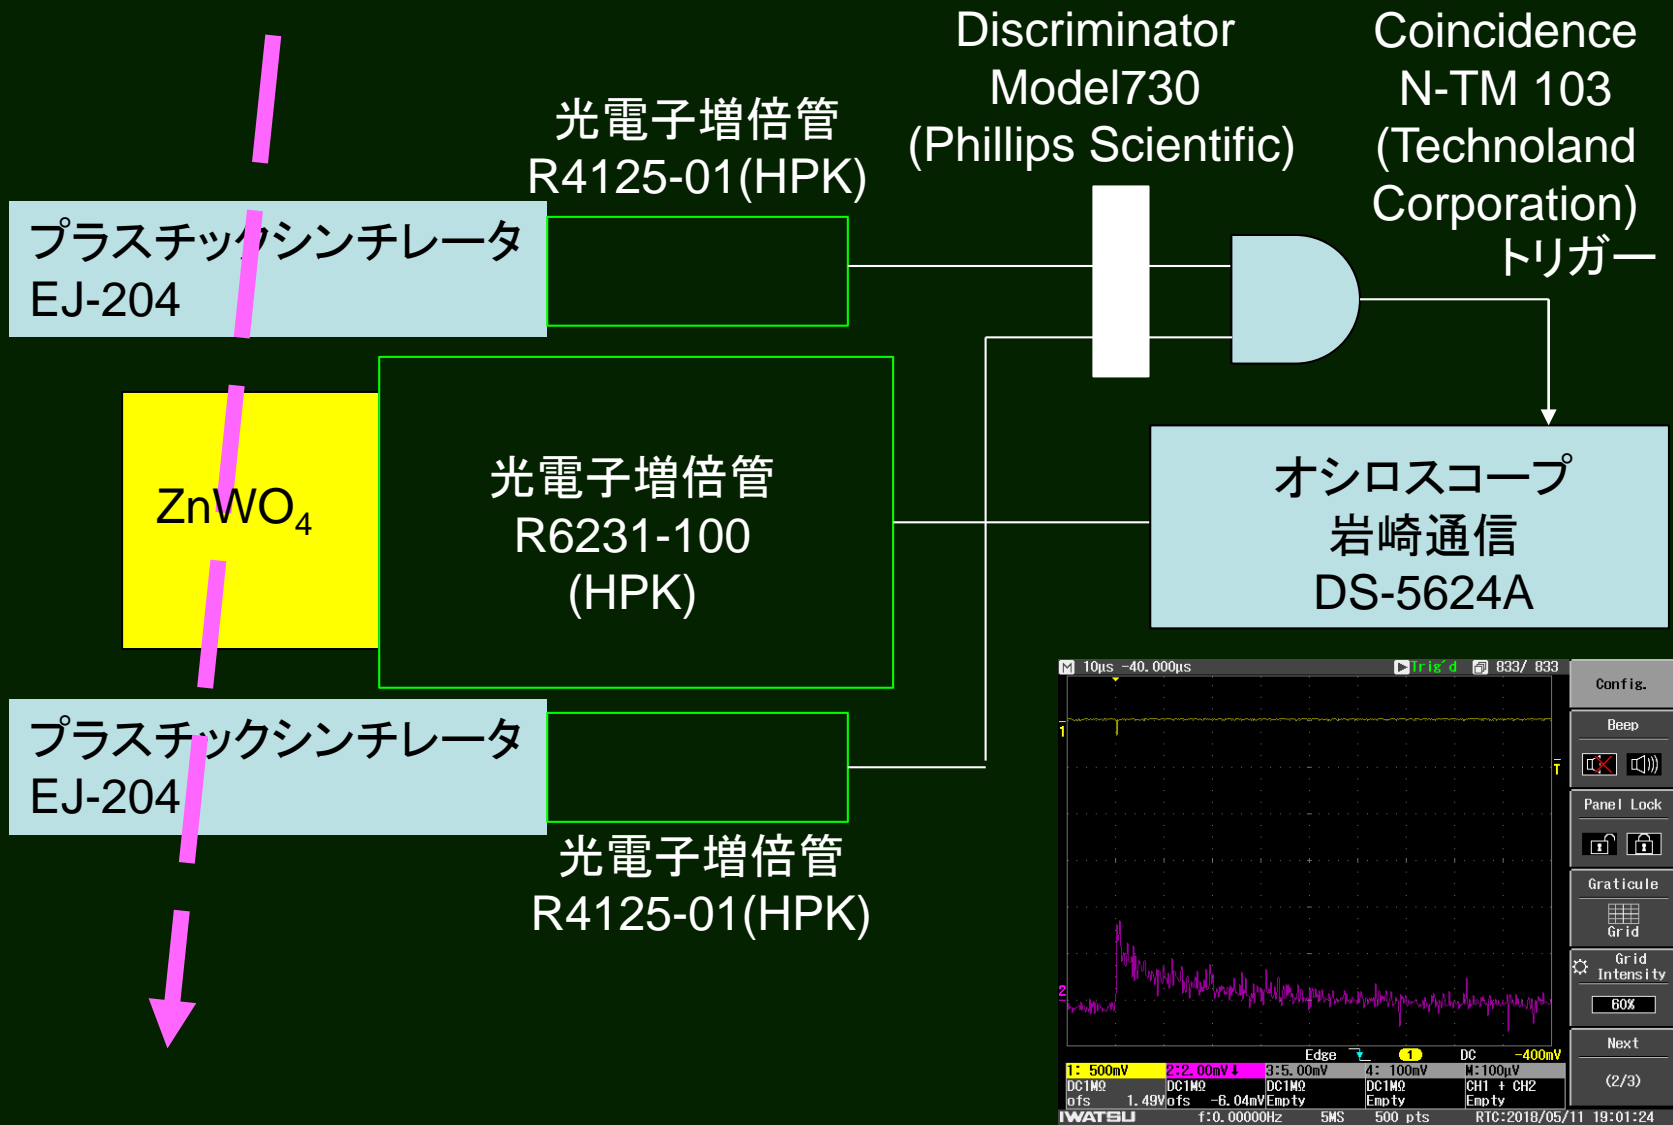 Discriminator
Model730
(Phillips Scientific)
Coincidence
N-TM 103
(Technoland
Corporation)
トリガー
光電子増倍管
R4125-01(HPK)
プラスチックシンチレータ
EJ-204
ZnWO4
光電子増倍管
R6231-100
(HPK)
オシロスコープ
岩崎通信
DS-5624A
プラスチックシンチレータ
EJ-204
光電子増倍管
R4125-01(HPK)
M 10µs -40.000µs Trig'd 833/ 833
Config.
Beep
Panel Lock
Graticule
Grid
Grid
Intensity
60%
Next
(2/3)
1
T
2
Edge 1 DC -400mV
1: 500mV 2:2.00mV↓ 3:5.00mV 4: 100mV M:100µV
DC1MΩ DC1MΩ DC1MΩ DC1MΩ CH1 + CH2
ofs 1.49V ofs -6.04mV Empty Empty Empty
IWATSU f:0.00000Hz 5MS 500 pts RTC:2018/05/11 19:01:24